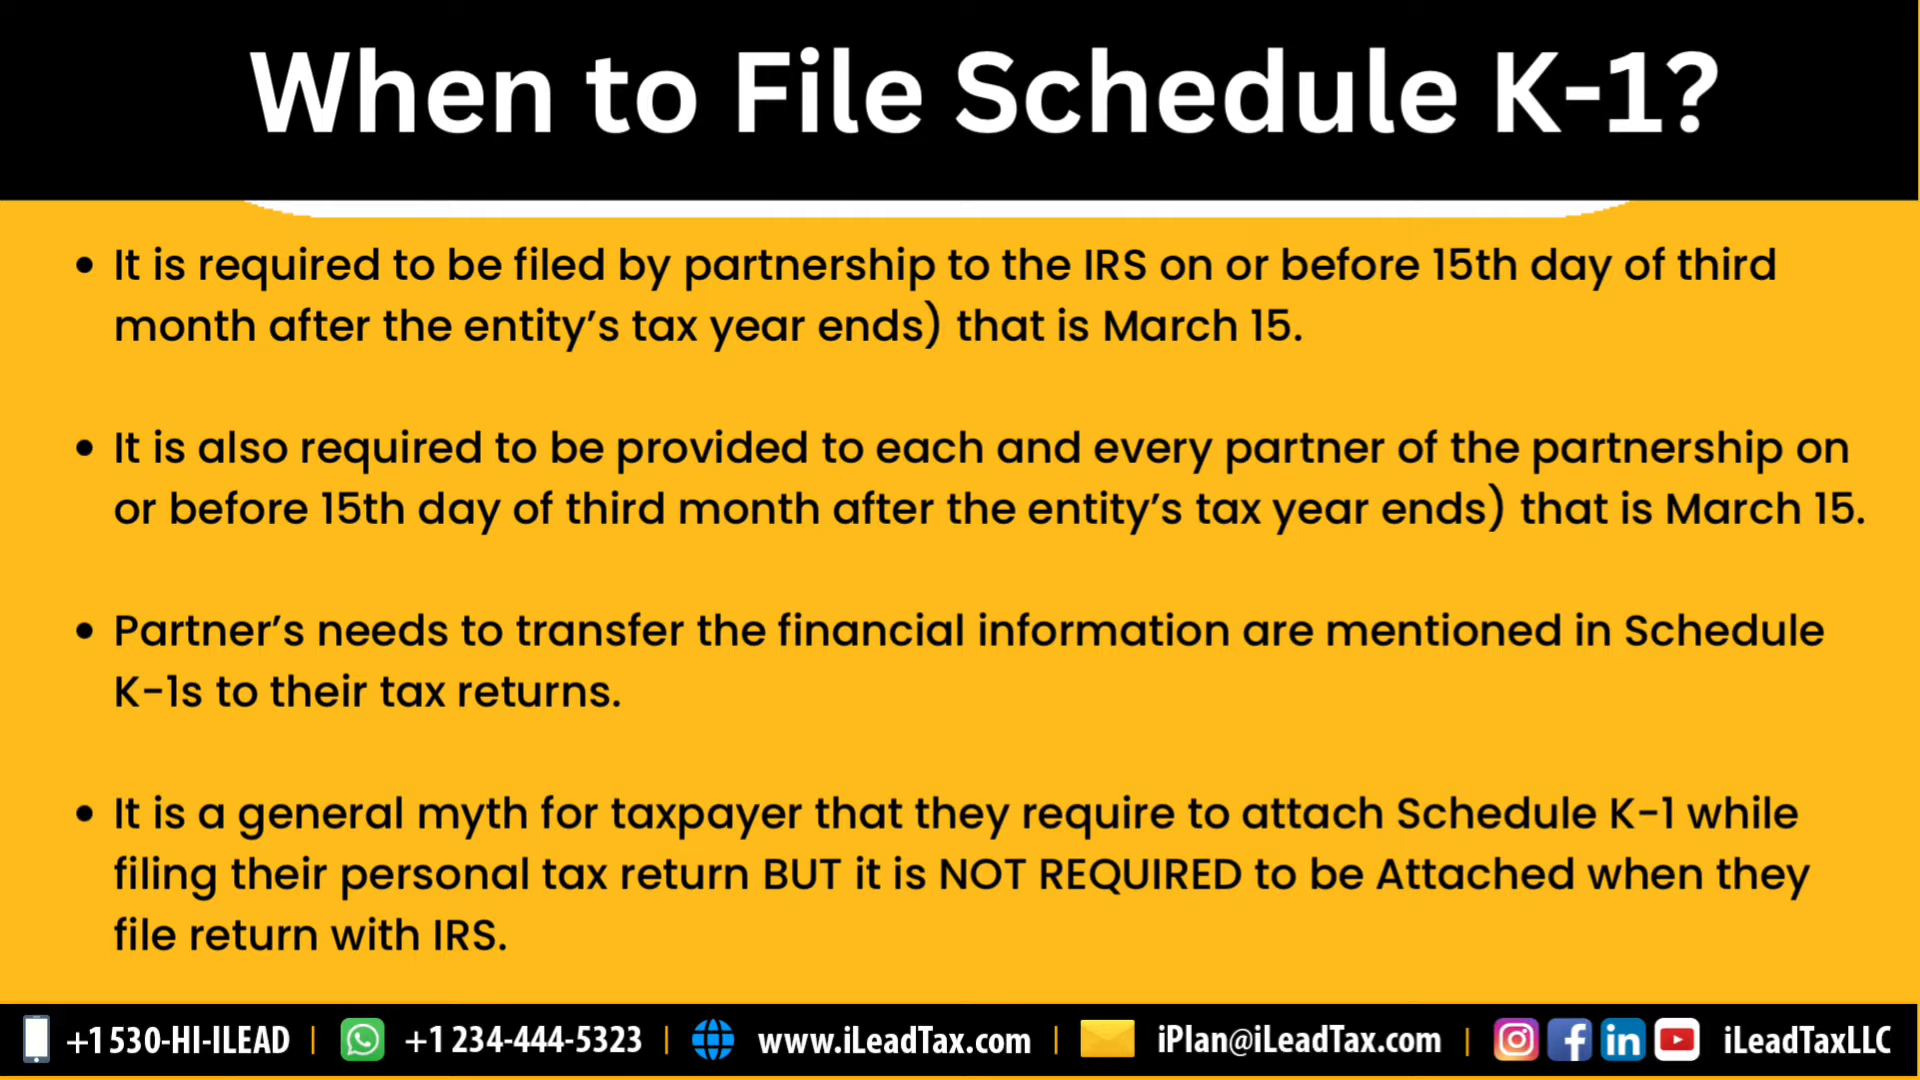 When to File Schedule K-1?
• It is required to be filed by partnership to the IRS on or before 15th day of third
month after the entity’s tax year ends) that is March 15.
• It is also required to be provided to each and every partner of the partnership on
or before 15th day of third month after the entity’s tax year ends) that is March 15.
• Partner’s needs to transfer the financial information are mentioned in Schedule
K-1s to their tax returns.
• It is a general myth for taxpayer that they require to attach Schedule K-1 while
filing their personal tax return BUT it is NOT REQUIRED to be Attached when they
file return with IRS.
+1 530-HI-ILEAD | +1 234-444-5323 | www.iLeadTax.com | iPlan@iLeadTax.com | iLeadTaxLLC